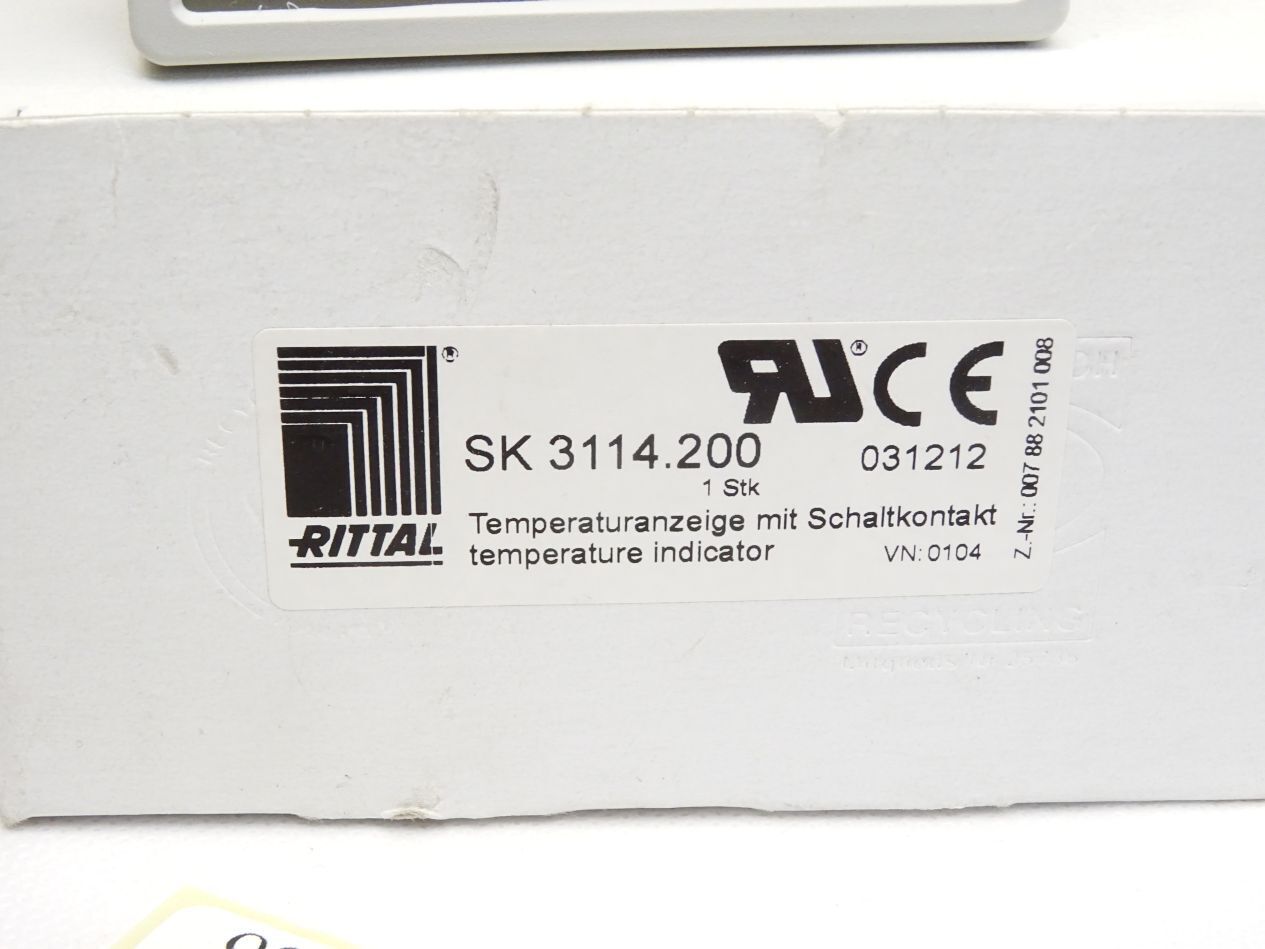 RITTAL
SK 3114.200
031212
1 Stk
Temperaturanzeige mit Schaltkontakt
temperature indicator
VN: 0104
Z.-Nr.: 007 88 2101 008
RECYCLING